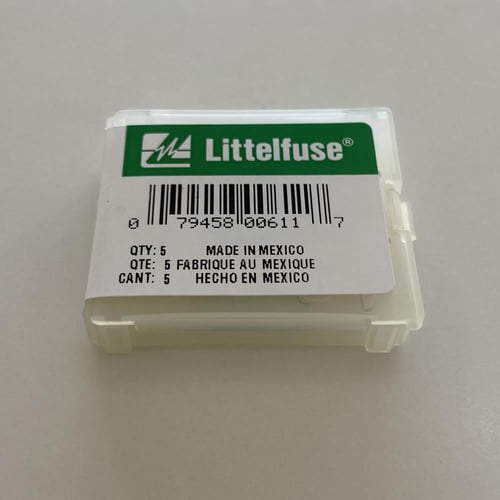 Littelfuse®
0 79458 00611 7
QTY: 5 MADE IN MEXICO
QTE: 5 FABRIQUE AU MEXIQUE
CANT: 5 HECHO EN MEXICO